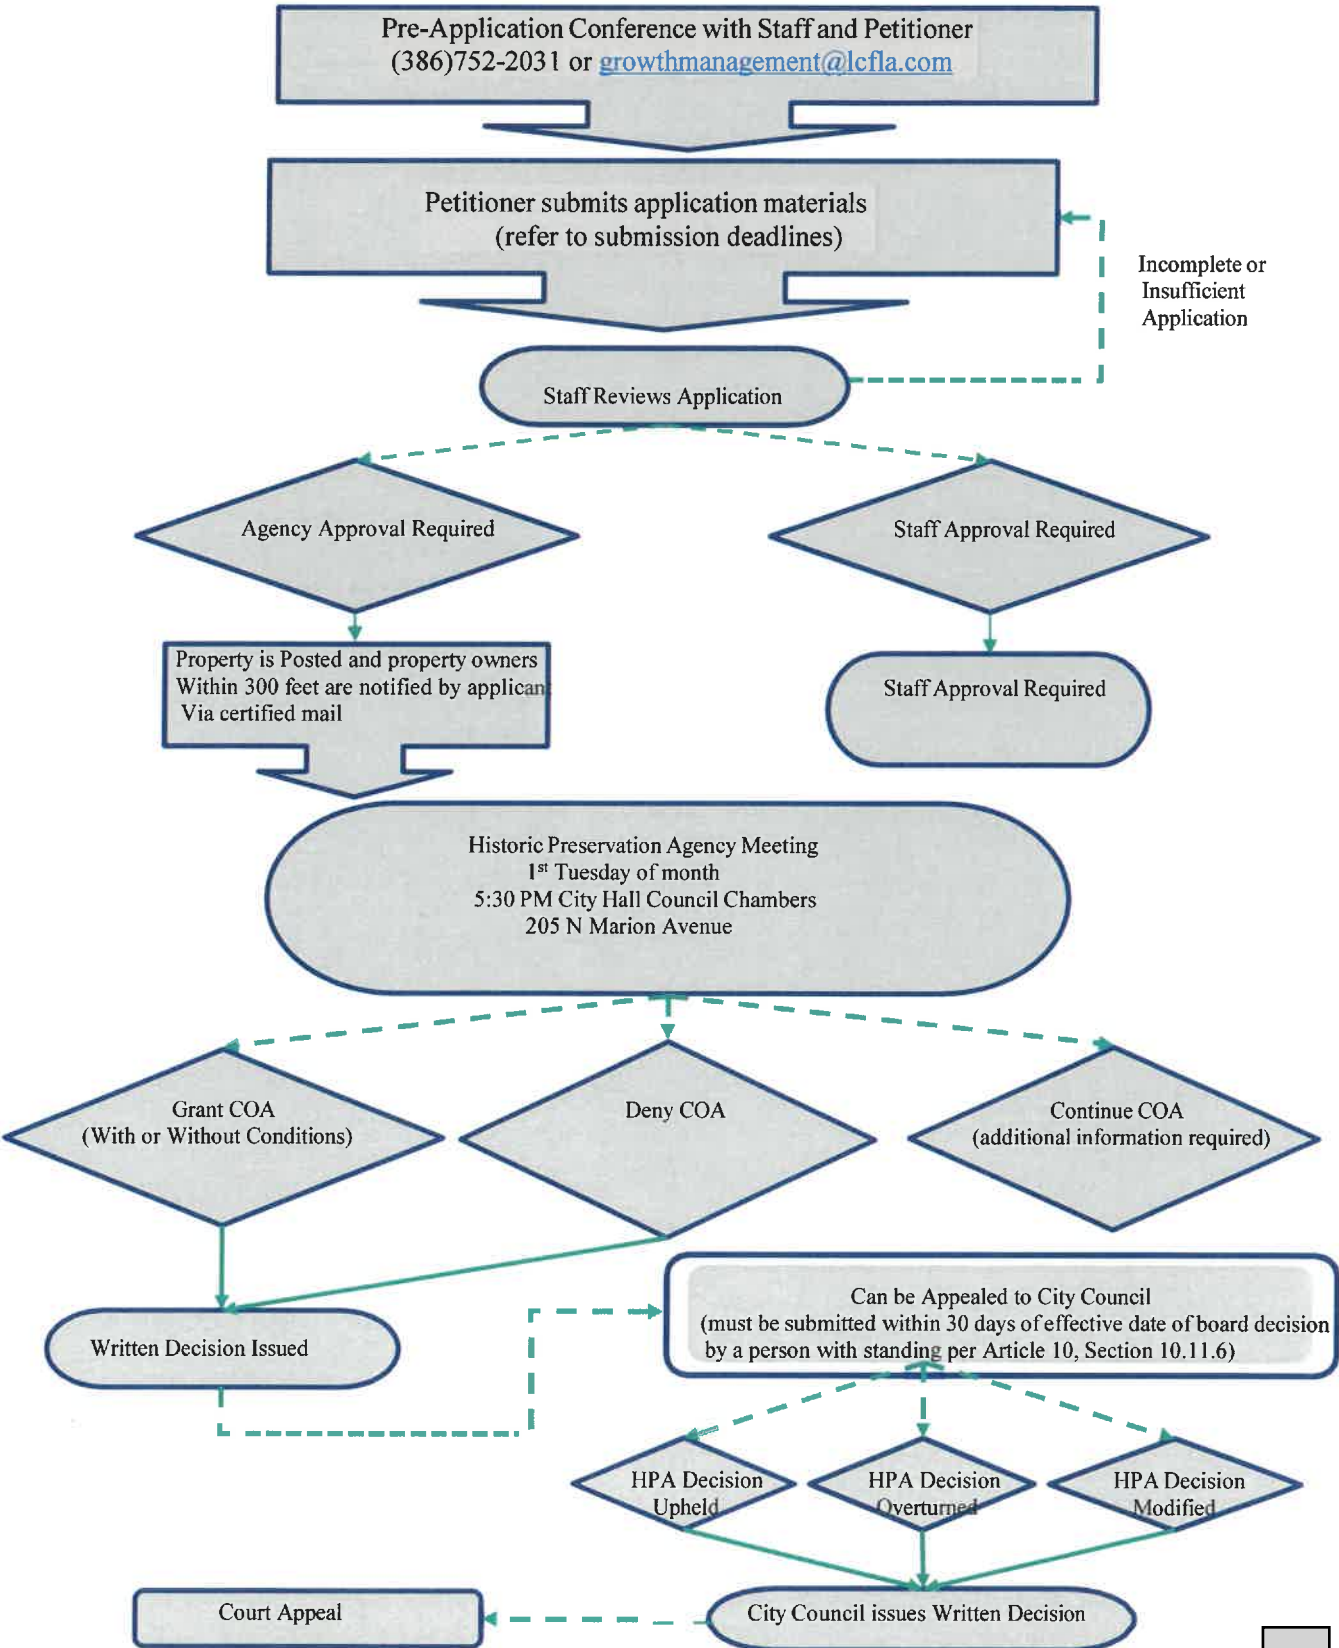 Pre-Application Conference with Staff and Petitioner
(386)752-2031 or growthmanagement@lcfla.com
Petitioner submits application materials
(refer to submission deadlines)
Incomplete or
Insufficient
Application
Staff Reviews Application
Agency Approval Required
Staff Approval Required
Property is Posted and property owners
Within 300 feet are notified by applicant
Via certified mail
Staff Approval Required
Historic Preservation Agency Meeting
1st Tuesday of month
5:30 PM City Hall Council Chambers
205 N Marion Avenue
Grant COA
(With or Without Conditions)
Deny COA
Continue COA
(additional information required)
Can be Appealed to City Council
(must be submitted within 30 days of effective date of board decision
by a person with standing per Article 10, Section 10.11.6)
Written Decision Issued
HPA Decision
Upheld
HPA Decision
Overturned
HPA Decision
Modified
Court Appeal
City Council issues Written Decision